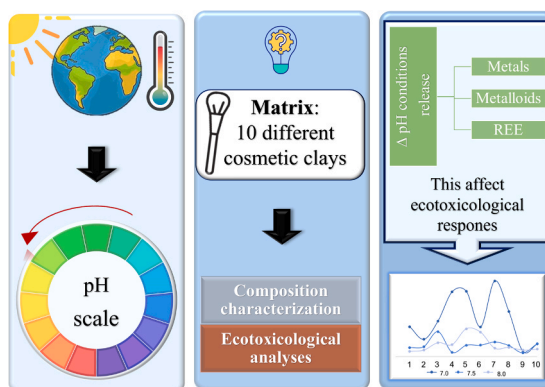 pH
scale
Matrix:
10 different
cosmetic clays
Composition
characterization
Ecotoxicological
analyses
Δ pH conditions
release
Metals
Metalloids
REE
This affect
ecotoxicological
respones
1 2 3 4 5 6 7 8 9 10
7.0 7.5 8.0